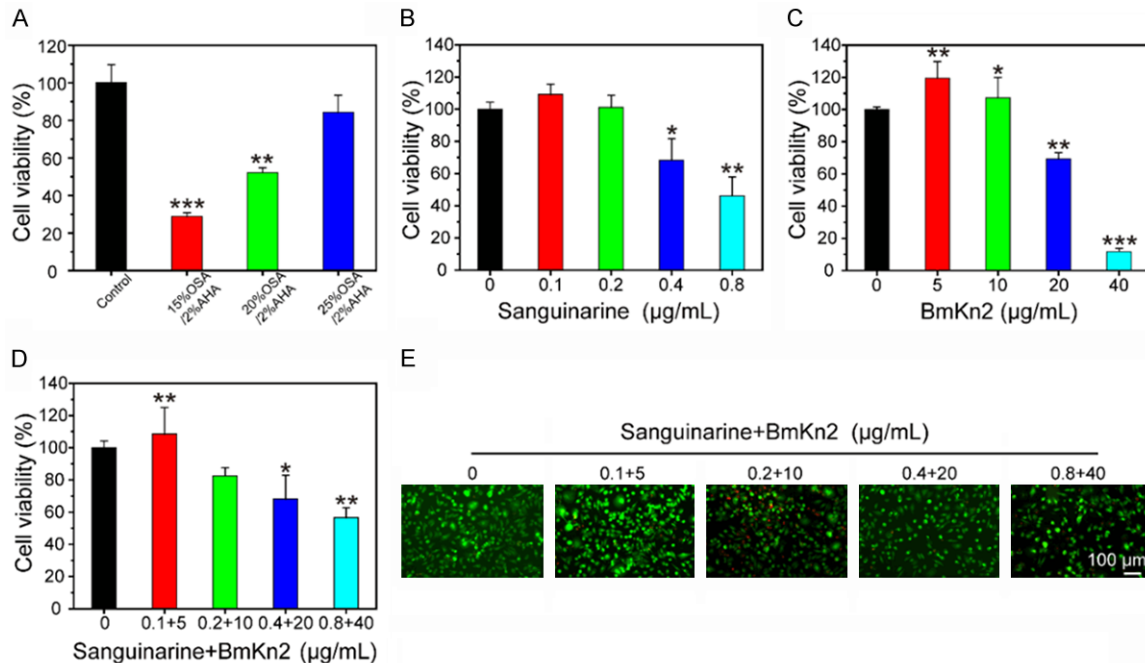 A
Cell viability (%)
120
100
80
60
40
20
0
Control
15%OSA
/2%AHA
20%OSA
/2%AHA
25%OSA
/2%AHA
***
**
B
Cell viability (%)
140
120
100
80
60
40
20
0
*
**
0 0.1 0.2 0.4 0.8
Sanguinarine (µg/mL)
C
Cell viability (%)
140
120
100
80
60
40
20
0
**
*
**
***
0 5 10 20 40
BmKn2 (µg/mL)
D
Cell viability (%)
140
120
100
80
60
40
20
0
**
*
**
0 0.1+5 0.2+10 0.4+20 0.8+40
Sanguinarine+BmKn2 (µg/mL)
E
Sanguinarine+BmKn2 (µg/mL)
0 0.1+5 0.2+10 0.4+20 0.8+40
100 µm